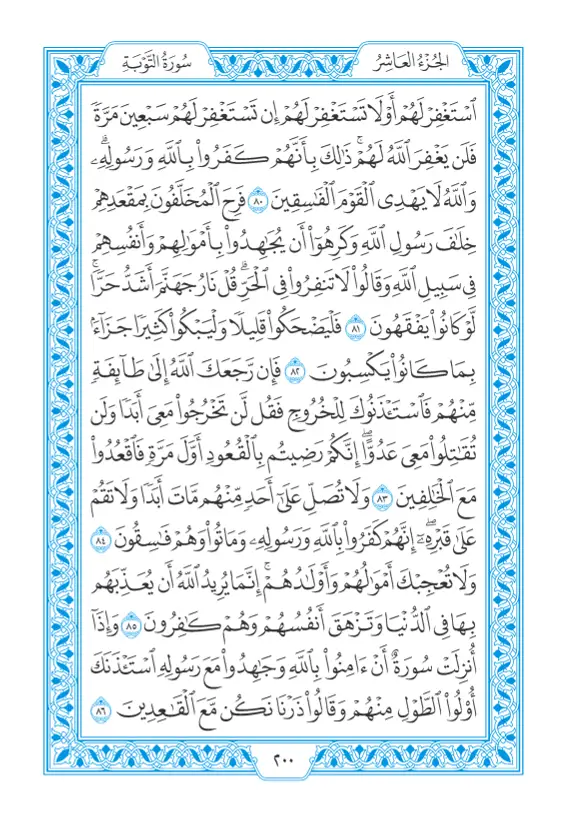 الجُزْءُ العَاشِرُ
سُورَةُ التَّوْبَةِ
ٱسْتَغْفِرْ لَهُمْ أَوْ لَا تَسْتَغْفِرْ لَهُمْ إِن تَسْتَغْفِرْ لَهُمْ سَبْعِينَ مَرَّةً
فَلَن يَغْفِرَ ٱللَّهُ لَهُمْ ۚ ذَٰلِكَ بِأَنَّهُمْ كَفَرُوا۟ بِٱللَّهِ وَرَسُولِهِۦ ۗ
وَٱللَّهُ لَا يَهْدِى ٱلْقَوْمَ ٱلْفَـٰسِقِينَ ٨٠ فَرِحَ ٱلْمُخَلَّفُونَ بِمَقْعَدِهِمْ
خِلَـٰفَ رَسُولِ ٱللَّهِ وَكَرِهُوٓا۟ أَن يُجَـٰهِدُوا۟ بِأَمْوَٰلِهِمْ وَأَنفُسِهِمْ
فِى سَبِيلِ ٱللَّهِ وَقَالُوا۟ لَا تَنفِرُوا۟ فِى ٱلْحَرِّ ۗ قُلْ نَارُ جَهَنَّمَ أَشَدُّ حَرًّا ۚ
لَّوْ كَانُوا۟ يَفْقَهُونَ ٨١ فَلْيَضْحَكُوا۟ قَلِيلًا وَلْيَبْكُوا۟ كَثِيرًا جَزَآءًۢ
بِمَا كَانُوا۟ يَكْسِبُونَ ٨٢ فَإِن رَّجَعَكَ ٱللَّهُ إِلَىٰ طَآئِفَةٍ
مِّنْهُمْ فَٱسْتَـْٔذَنُوكَ لِلْخُرُوجِ فَقُل لَّن تَخْرُجُوا۟ مَعِىَ أَبَدًا وَلَن
تُقَـٰتِلُوا۟ مَعِىَ عَدُوًّا ۖ إِنَّكُمْ رَضِيتُم بِٱلْقُعُودِ أَوَّلَ مَرَّةٍ فَٱقْعُدُوا۟
مَعَ ٱلْخَـٰلِفِينَ ٨٣ وَلَا تُصَلِّ عَلَىٰٓ أَحَدٍ مِّنْهُم مَّاتَ أَبَدًا وَلَا تَقُمْ
عَلَىٰ قَبْرِهِۦٓ ۖ إِنَّهُمْ كَفَرُوا۟ بِٱللَّهِ وَرَسُولِهِۦ وَمَاتُوا۟ وَهُمْ فَـٰسِقُونَ ٨٤
وَلَا تُعْجِبْكَ أَمْوَٰلُهُمْ وَأَوْلَـٰدُهُمْ ۚ إِنَّمَا يُرِيدُ ٱللَّهُ أَن يُعَذِّبَهُم
بِهَا فِى ٱلدُّنْيَا وَتَزْهَقَ أَنفُسُهُمْ وَهُمْ كَـٰفِرُونَ ٨٥ وَإِذَآ
أُنزِلَتْ سُورَةٌ أَنْ ءَامِنُوا۟ بِٱللَّهِ وَجَـٰهِدُوا۟ مَعَ رَسُولِهِ ٱسْتَـْٔذَنَكَ
أُو۟لُوا۟ ٱلطَّوْلِ مِنْهُمْ وَقَالُوا۟ ذَرْنَا نَكُن مَّعَ ٱلْقَـٰعِدِينَ ٨٦
٢٠٠